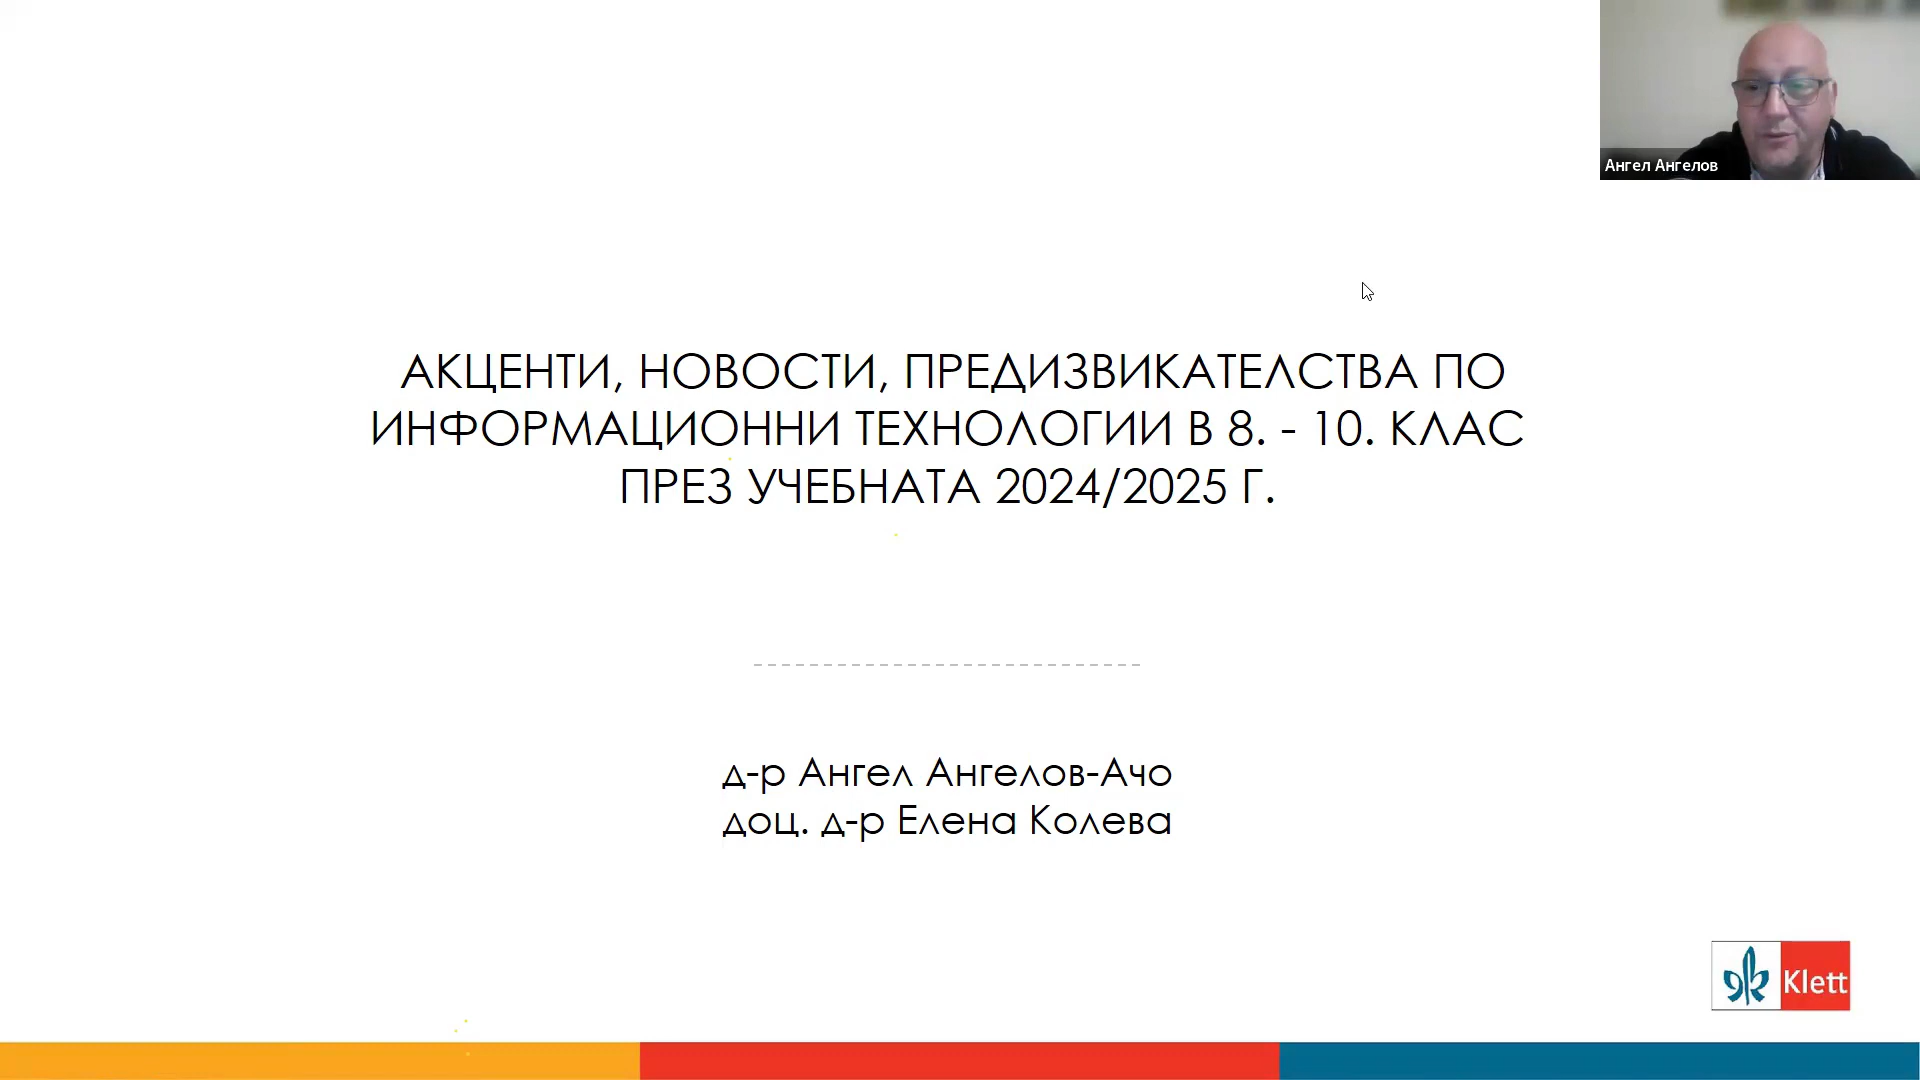 Ангел Ангелов
АКЦЕНТИ, НОВОСТИ, ПРЕДИЗВИКАТЕЛСТВА ПО
ИНФОРМАЦИОННИ ТЕХНОЛОГИИ В 8. - 10. КЛАС
ПРЕЗ УЧЕБНАТА 2024/2025 Г.
д-р Ангел Ангелов-Ачо
доц. д-р Елена Колева
Klett